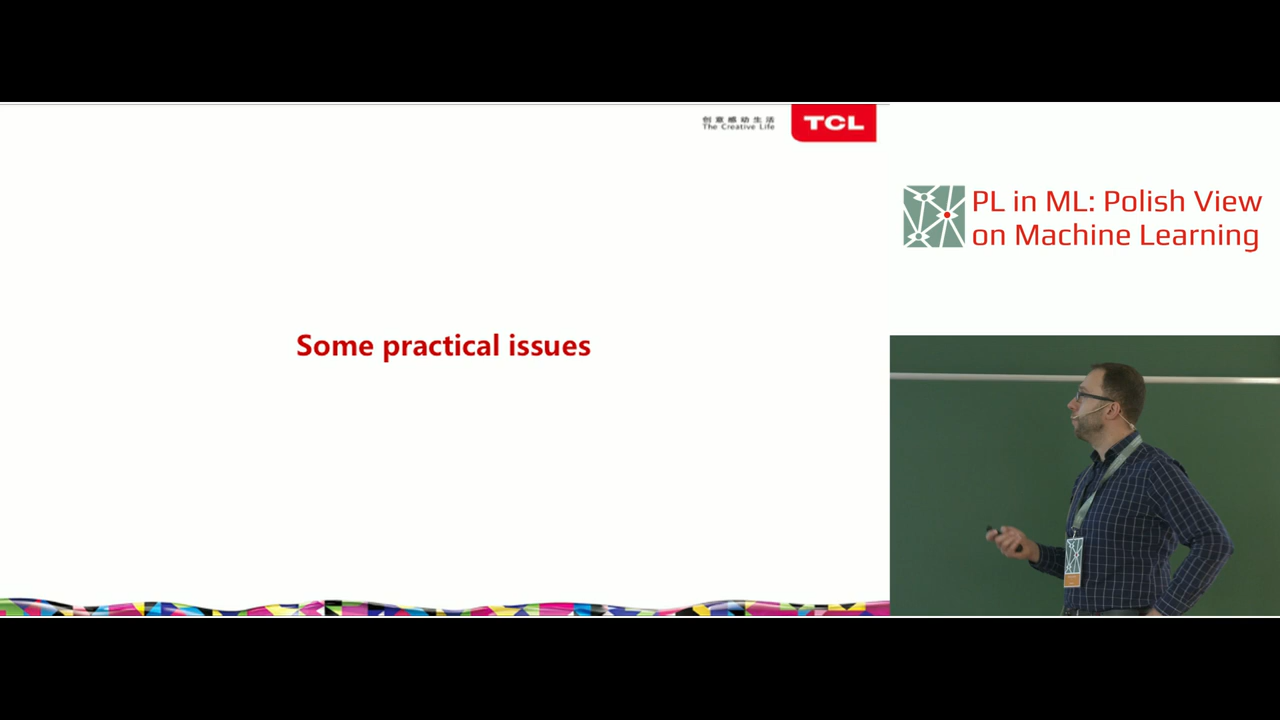 创意感动生活
The Creative Life
TCL
PL in ML: Polish View
on Machine Learning
Some practical issues